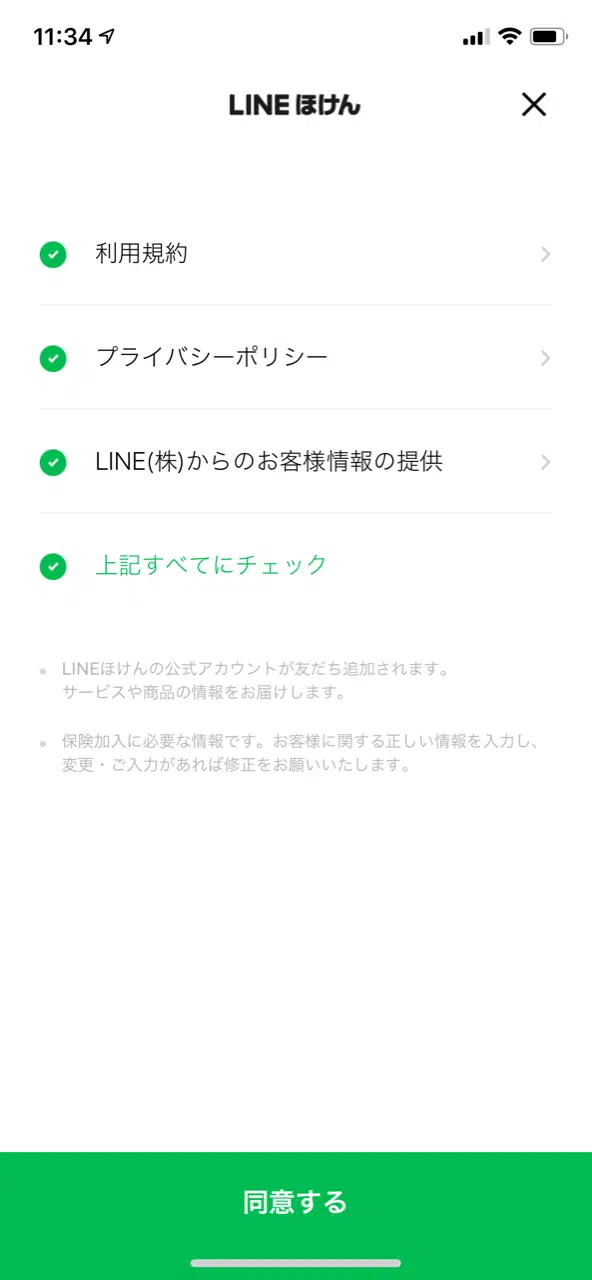 11:34
LINE ほけん
利用規約
プライバシーポリシー
LINE(株)からのお客様情報の提供
上記すべてにチェック
LINEほけんの公式アカウントが友だち追加されます。
サービスや商品の情報をお届けします。
保険加入に必要な情報です。お客様に関する正しい情報を入力し、
変更・ご入力があれば修正をお願いいたします。
同意する